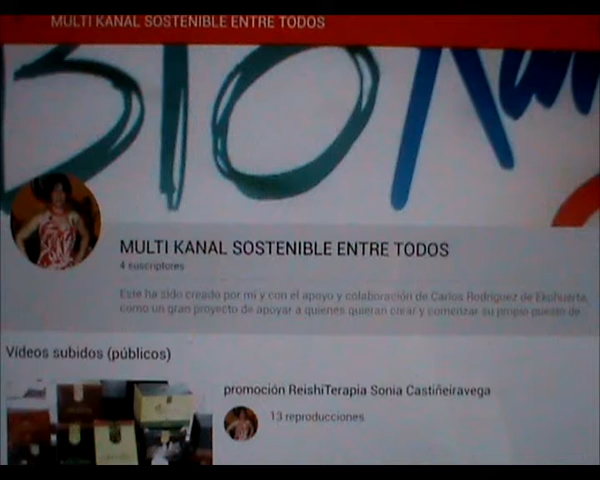 MULTI KANAL SOSTENIBLE ENTRE TODOS
BIO
MULTI KANAL SOSTENIBLE ENTRE TODOS
4 suscriptores
Este ha sido creado por mi y con el apoyo y colaboración de Carlos Rodriguez de Ekohuerta,
como un gran proyecto de apoyar a quienes quieran crear y comenzar su propio puesto de
Vídeos subidos (públicos)
promoción ReishiTerapia Sonia Castiñeiravega
13 reproducciones